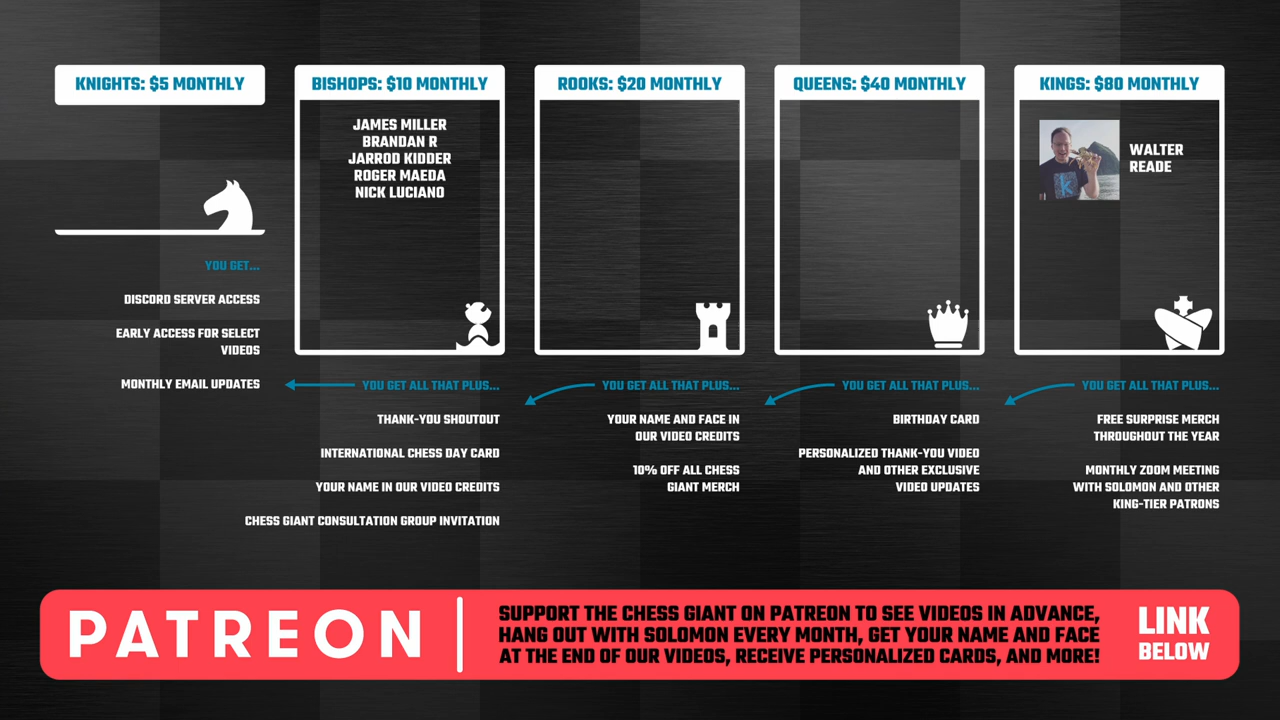 KNIGHTS: $5 MONTHLY
YOU GET...
DISCORD SERVER ACCESS
EARLY ACCESS FOR SELECT
VIDEOS
MONTHLY EMAIL UPDATES
BISHOPS: $10 MONTHLY
JAMES MILLER
BRANDAN R
JARROD KIDDER
ROGER MAEDA
NICK LUCIANO
YOU GET ALL THAT PLUS...
THANK-YOU SHOUTOUT
INTERNATIONAL CHESS DAY CARD
YOUR NAME IN OUR VIDEO CREDITS
CHESS GIANT CONSULTATION GROUP INVITATION
ROOKS: $20 MONTHLY
YOU GET ALL THAT PLUS...
YOUR NAME AND FACE IN
OUR VIDEO CREDITS
10% OFF ALL CHESS
GIANT MERCH
QUEENS: $40 MONTHLY
YOU GET ALL THAT PLUS...
BIRTHDAY CARD
PERSONALIZED THANK-YOU VIDEO
AND OTHER EXCLUSIVE
VIDEO UPDATES
KINGS: $80 MONTHLY
k
WALTER
READE
YOU GET ALL THAT PLUS...
FREE SURPRISE MERCH
THROUGHOUT THE YEAR
MONTHLY ZOOM MEETING
WITH SOLOMON AND OTHER
KING-TIER PATRONS
PATREON
SUPPORT THE CHESS GIANT ON PATREON TO SEE VIDEOS IN ADVANCE,
HANG OUT WITH SOLOMON EVERY MONTH, GET YOUR NAME AND FACE
AT THE END OF OUR VIDEOS, RECEIVE PERSONALIZED CARDS, AND MORE!
LINK
BELOW